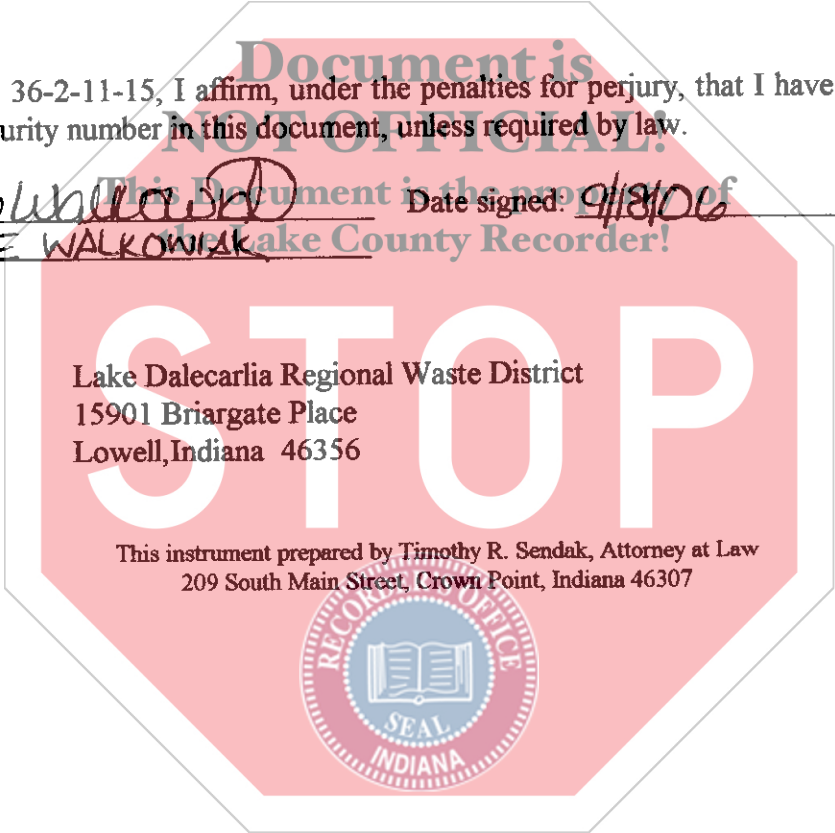 Document is
36-2-11-15, I affirm, under the penalties for perjury, that I have
NOT OFFICIAL!
urity number in this document, unless required by law.
This Document is the property of
Walkowiak Date signed: 9/18/06
the Lake County Recorder!
E WALKOWIAK
STOP
Lake Dalecarlia Regional Waste District
15901 Briargate Place
Lowell,Indiana 46356
This instrument prepared by Timothy R. Sendak, Attorney at Law
209 South Main Street, Crown Point, Indiana 46307
RECORDER'S OFFICE
SEAL
INDIANA